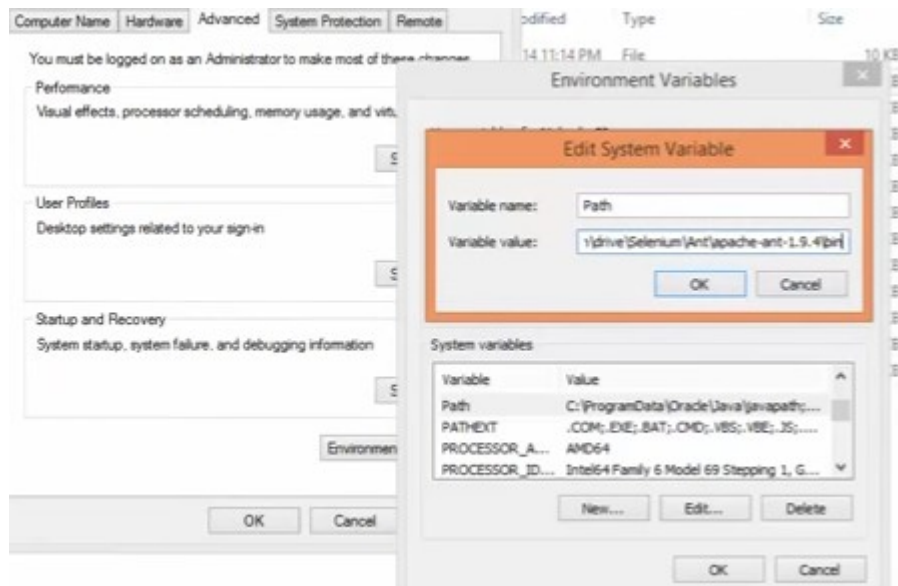 Computer Name Hardware Advanced System Protection Remote
Type Size
You must be logged on as an Administrator to make most of these changes
14 11:14 PM File 10 KB
Environment Variables
Performance
Visual effects, processor scheduling, memory usage, and
Edit System Variable
Variable name: Path
Variable value: \drive\Selenium\Ant\apache-ant-1.9.4\bin
OK Cancel
User Profiles
Desktop settings related to your sign-in
Startup and Recovery
System startup, system failure, and debugging information
System variables
Variable Value
Path C:\ProgramData\Oracle\Java\javapath;...
PATHEXT .COM;.EXE;.BAT;.CMD;.VBS;.VBE;.JS;....
PROCESSOR_A... AMD64
PROCESSOR_ID... Intel64 Family 6 Model 69 Stepping 1, G...
Environmen
New... Edit... Delete
OK Cancel
OK Cancel